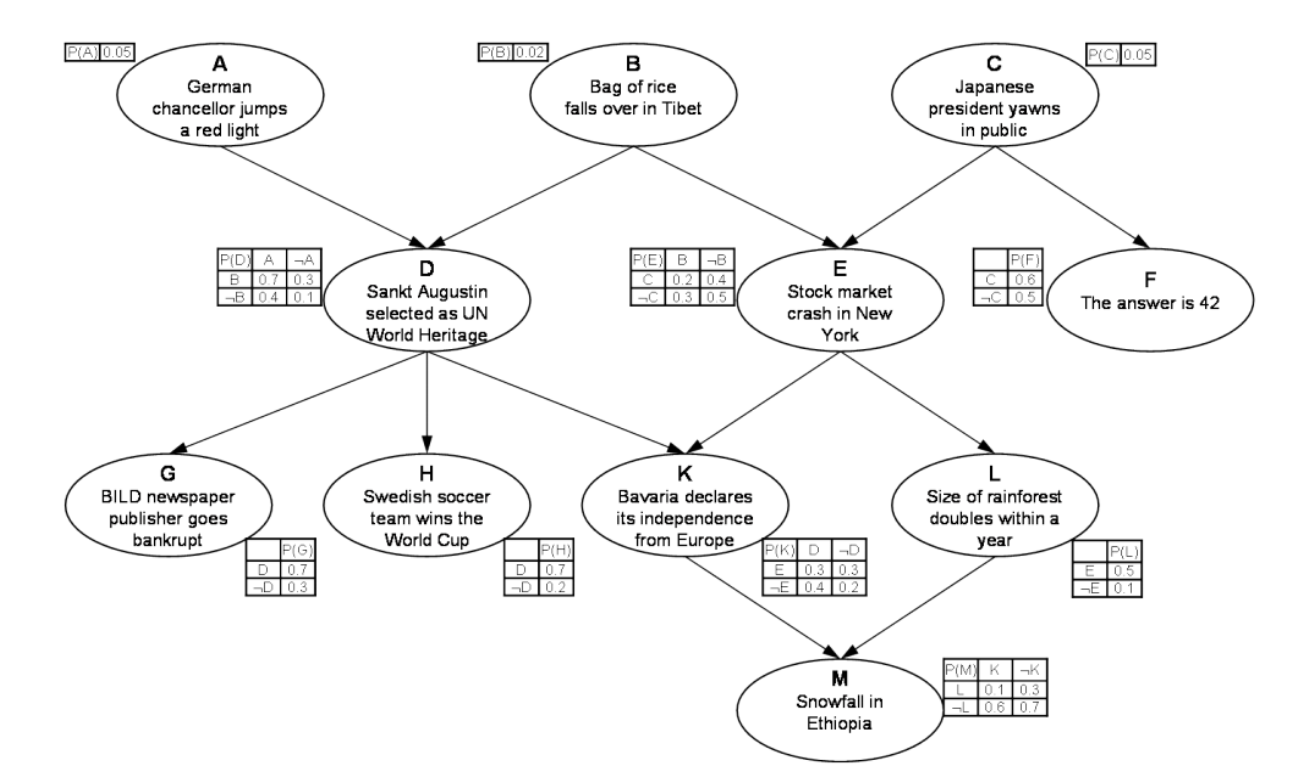 P(A) 0.05
A
German
chancellor jumps
a red light
P(B) 0.02
B
Bag of rice
falls over in Tibet
P(C) 0.05
C
Japanese
president yawns
in public
P(D) A ¬A
B 0.7 0.3
¬B 0.4 0.1
D
Sankt Augustin
selected as UN
World Heritage
P(E) B ¬B
C 0.2 0.4
¬C 0.3 0.5
E
Stock market
crash in New
York
P(F)
C 0.6
¬C 0.5
F
The answer is 42
G
BILD newspaper
publisher goes
bankrupt
P(G)
D 0.7
¬D 0.3
H
Swedish soccer
team wins the
World Cup
P(H)
D 0.7
¬D 0.2
K
Bavaria declares
its independence
from Europe
P(K) D ¬D
E 0.3 0.3
¬E 0.4 0.2
L
Size of rainforest
doubles within a
year
P(L)
E 0.5
¬E 0.1
M
Snowfall in
Ethiopia
P(M) K ¬K
L 0.1 0.3
¬L 0.6 0.7